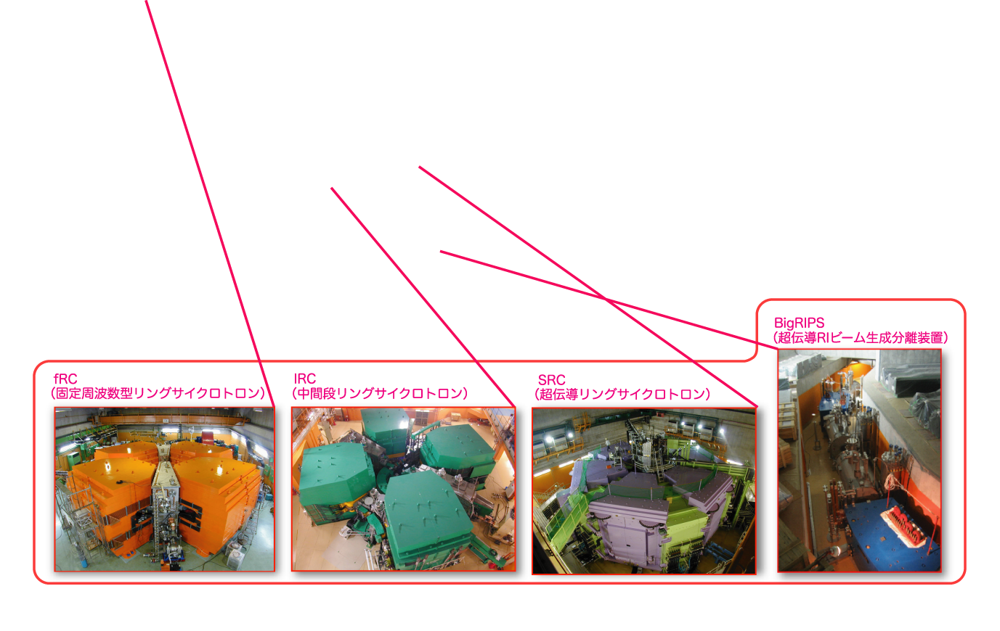 BigRIPS
（超伝導RIビーム生成分離装置）
fRC
（固定周波数型リングサイクロトロン）
IRC
（中間段リングサイクロトロン）
SRC
（超伝導リングサイクロトロン）